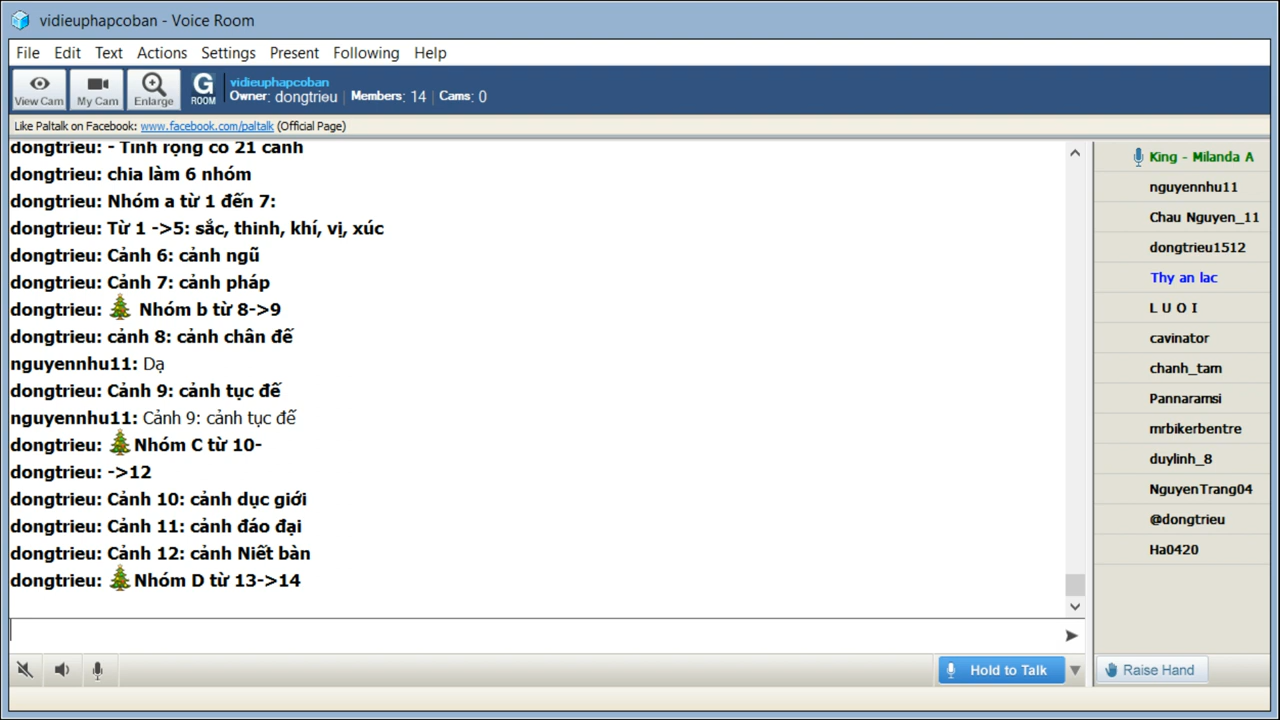 vidieuphapcoban - Voice Room
File Edit Text Actions Settings Present Following Help
View Cam My Cam Enlarge G ROOM
vidieuphapcoban
Owner: dongtrieu | Members: 14 | Cams: 0
Like Paltalk on Facebook: www.facebook.com/paltalk (Official Page)
dongtrieu: - Tính rộng có 21 cảnh
dongtrieu: chia làm 6 nhóm
dongtrieu: Nhóm a từ 1 đến 7:
dongtrieu: Từ 1 ->5: sắc, thinh, khí, vị, xúc
dongtrieu: Cảnh 6: cảnh ngũ
dongtrieu: Cảnh 7: cảnh pháp
dongtrieu: Nhóm b từ 8->9
dongtrieu: cảnh 8: cảnh chân đế
nguyennhu11: Dạ
dongtrieu: Cảnh 9: cảnh tục đế
nguyennhu11: Cảnh 9: cảnh tục đế
dongtrieu: Nhóm C từ 10-
dongtrieu: ->12
dongtrieu: Cảnh 10: cảnh dục giới
dongtrieu: Cảnh 11: cảnh đáo đại
dongtrieu: Cảnh 12: cảnh Niết bàn
dongtrieu: Nhóm D từ 13->14
King - Milanda A
nguyennhu11
Chau Nguyen_11
dongtrieu1512
Thy an lac
L U O I
cavinator
chanh_tam
Pannaramsi
mrbikerbentre
duylinh_8
NguyenTrang04
@dongtrieu
Ha0420
Hold to Talk
Raise Hand